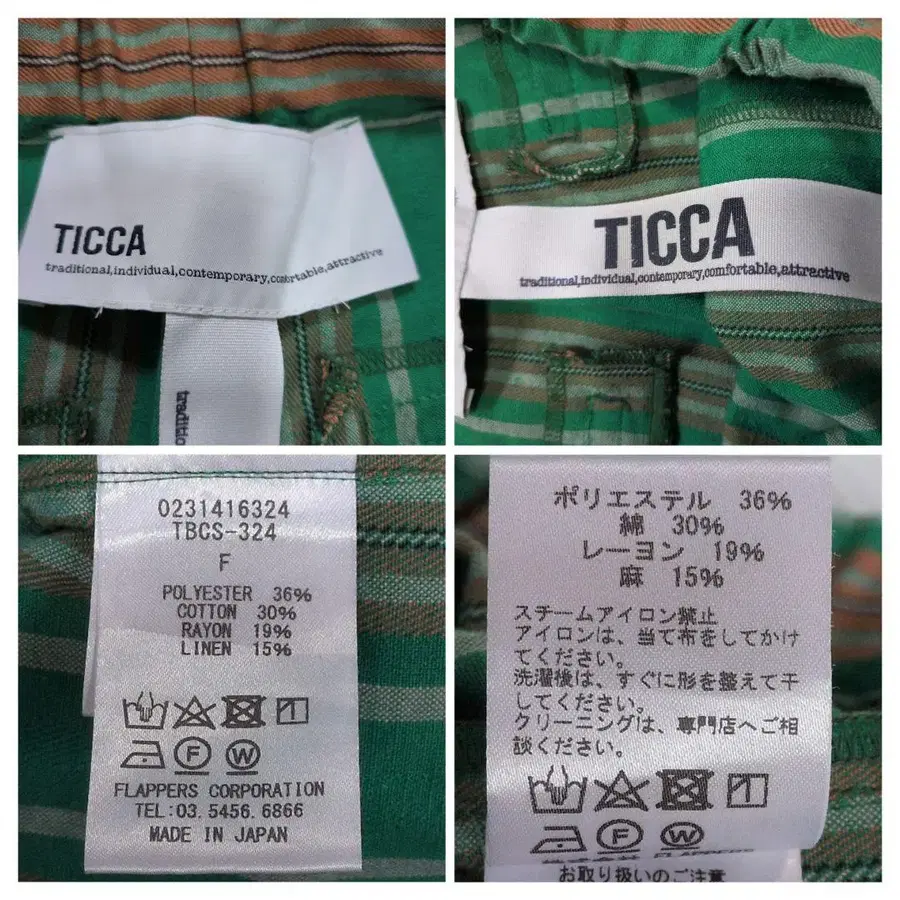 TICCA
traditional,individual,contemporary,comfortable,attractive
traditio
TICCA
traditional,individual,contemporary,comfortable,attractive
0231416324
TBCS-324
F
POLYESTER 36%
COTTON 30%
RAYON 19%
LINEN 15%
F
W
FLAPPERS CORPORATION
TEL:03.5456.6866
MADE IN JAPAN
ポリエステル 36%
綿 30%
レーヨン 19%
麻 15%
スチームアイロン禁止
アイロンは、当て布をしてかけ
てください。
洗濯後は、すぐに形を整えて干
してください。
クリーニングは、専門店へご相
談ください。
F
W
株式会社 FLAPPERS
お取り扱いのご注意